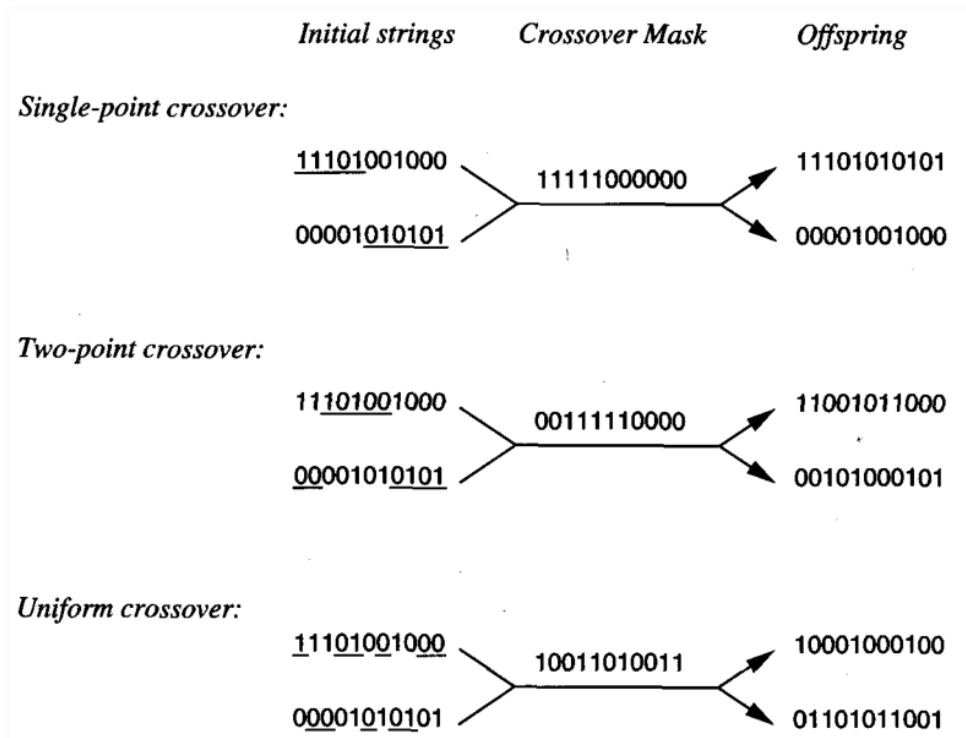 Initial strings Crossover Mask Offspring
Single-point crossover:
11101001000 11111000000 11101010101
00001010101 00001001000
Two-point crossover:
11101001000 00111110000 11001011000
00001010101 00101000101
Uniform crossover:
11101001000 10011010011 10001000100
00001010101 01101011001